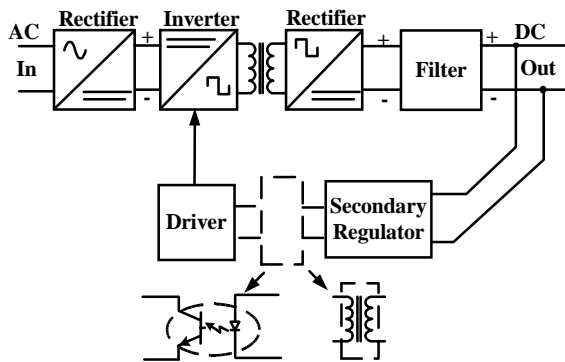 AC
In
Rectifier
+
-
Inverter
Rectifier
+
-
Filter
+
-
DC
Out
Driver
Secondary
Regulator